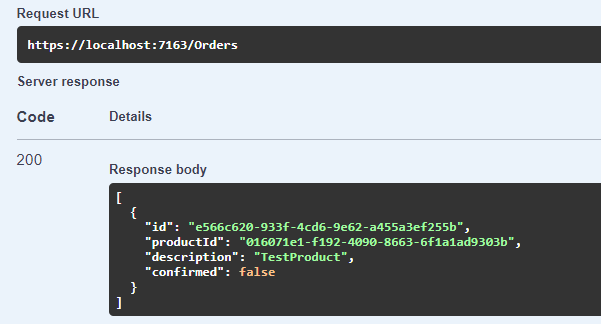 Request URL
https://localhost:7163/Orders
Server response
Code Details
200
Response body
[
{
"id": "e566c620-933f-4cd6-9e62-a455a3ef255b",
"productId": "016071e1-f192-4090-8663-6f1a1ad9303b",
"description": "TestProduct",
"confirmed": false
}
]